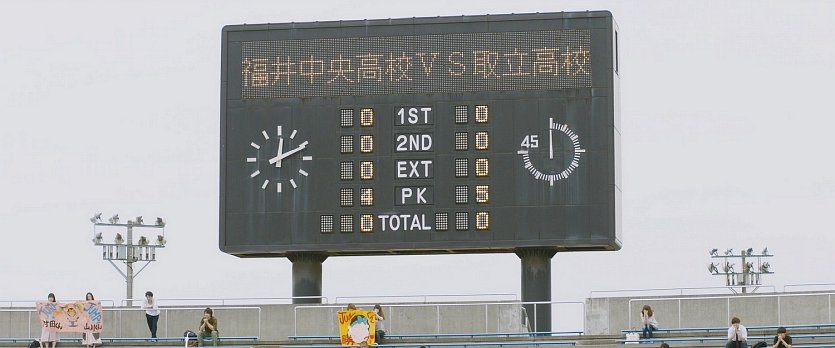 福井中央高校VS取立高校
0 1ST 0
0 2ND 0
0 EXT 0
4 PK 5
0 TOTAL 0
45